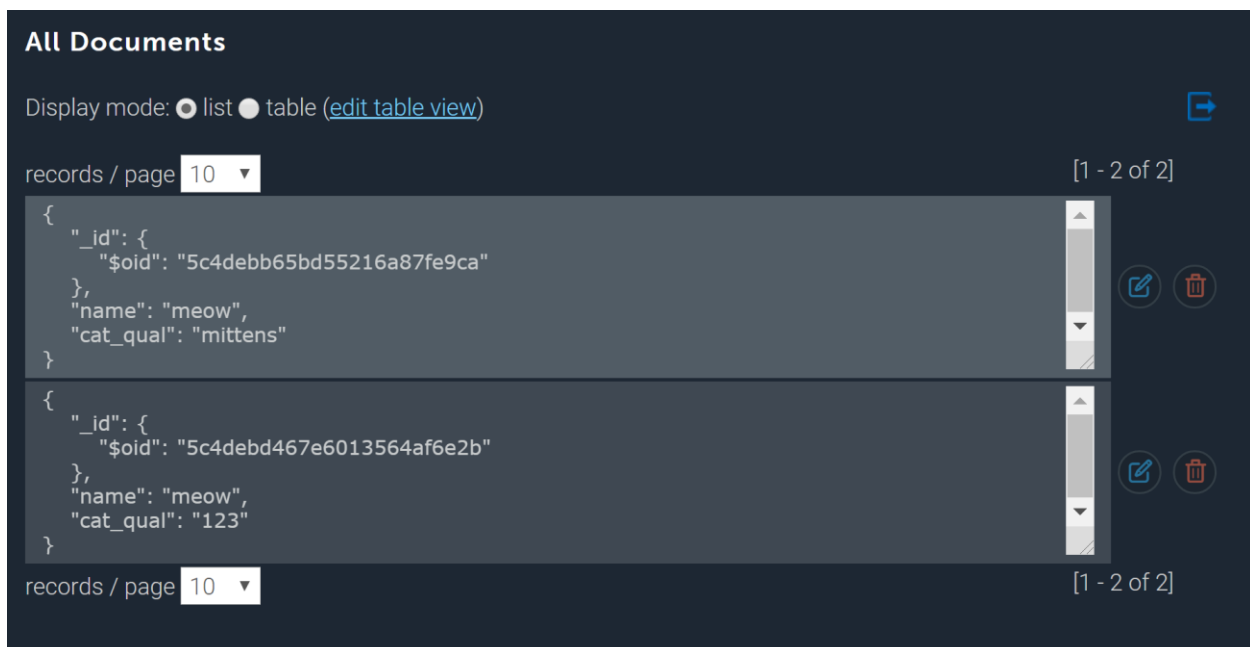 All Documents
Display mode: list table (edit table view)
records / page 10 [1 - 2 of 2]
{
"_id": {
"$oid": "5c4debb65bd55216a87fe9ca"
},
"name": "meow",
"cat_qual": "mittens"
}
{
"_id": {
"$oid": "5c4debd467e6013564af6e2b"
},
"name": "meow",
"cat_qual": "123"
}
records / page 10 [1 - 2 of 2]